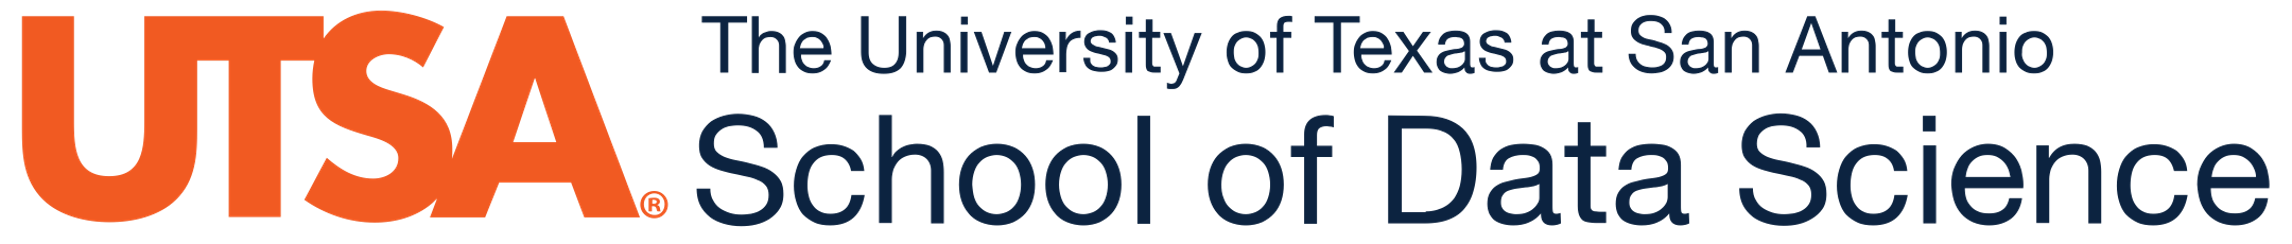 UTSA®
The University of Texas at San Antonio
School of Data Science